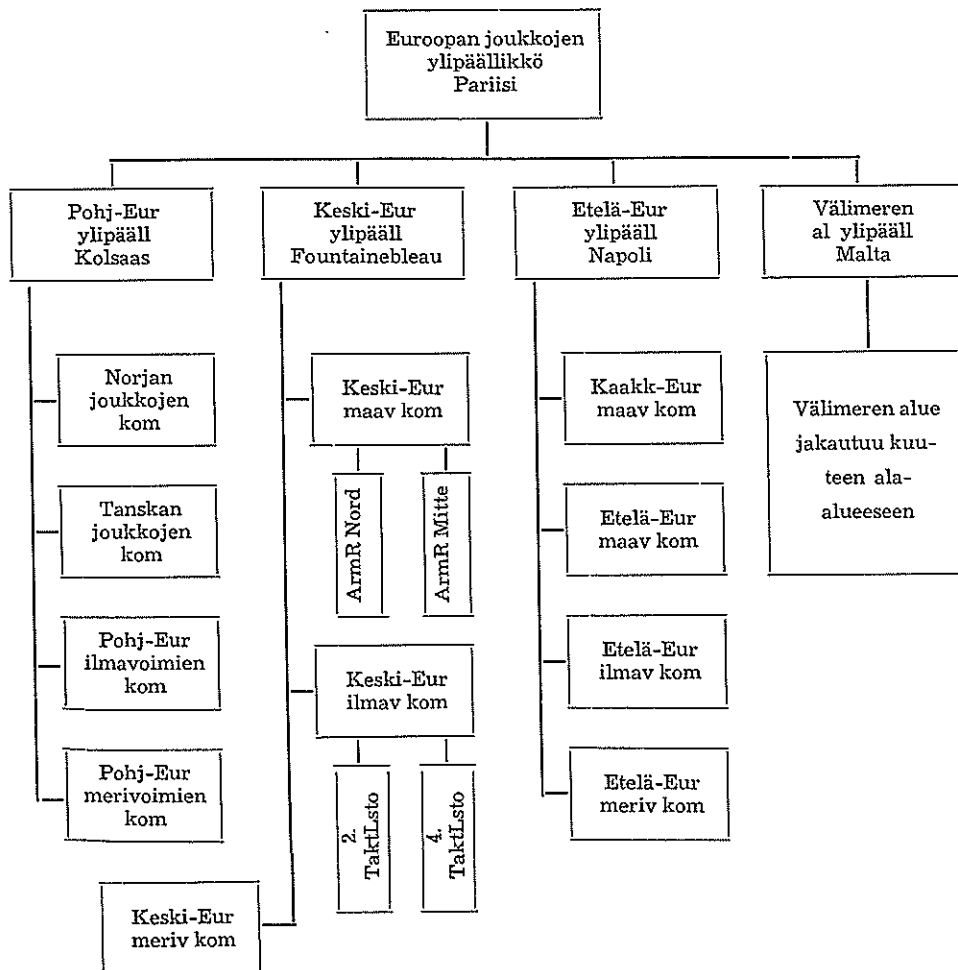 Euroopan joukkojen
ylipäällikkö
Pariisi
Pohj-Eur
ylipääll
Kolsaas
Keski-Eur
ylipääll
Fountainebleau
Etelä-Eur
ylipääll
Napoli
Välimeren
al ylipääll
Malta
Norjan
joukkojen
kom
Tanskan
joukkojen
kom
Pohj-Eur
ilmavoimien
kom
Pohj-Eur
merivoimien
kom
Keski-Eur
maav kom
ArmR Nord
ArmR Mitte
Keski-Eur
ilmav kom
2.
TaktLsto
4.
TaktLsto
Keski-Eur
meriv kom
Kaakk-Eur
maav kom
Etelä-Eur
maav kom
Etelä-Eur
ilmav kom
Etelä-Eur
meriv kom
Välimeren alue
jakautuu kuu-
teen ala-
alueeseen